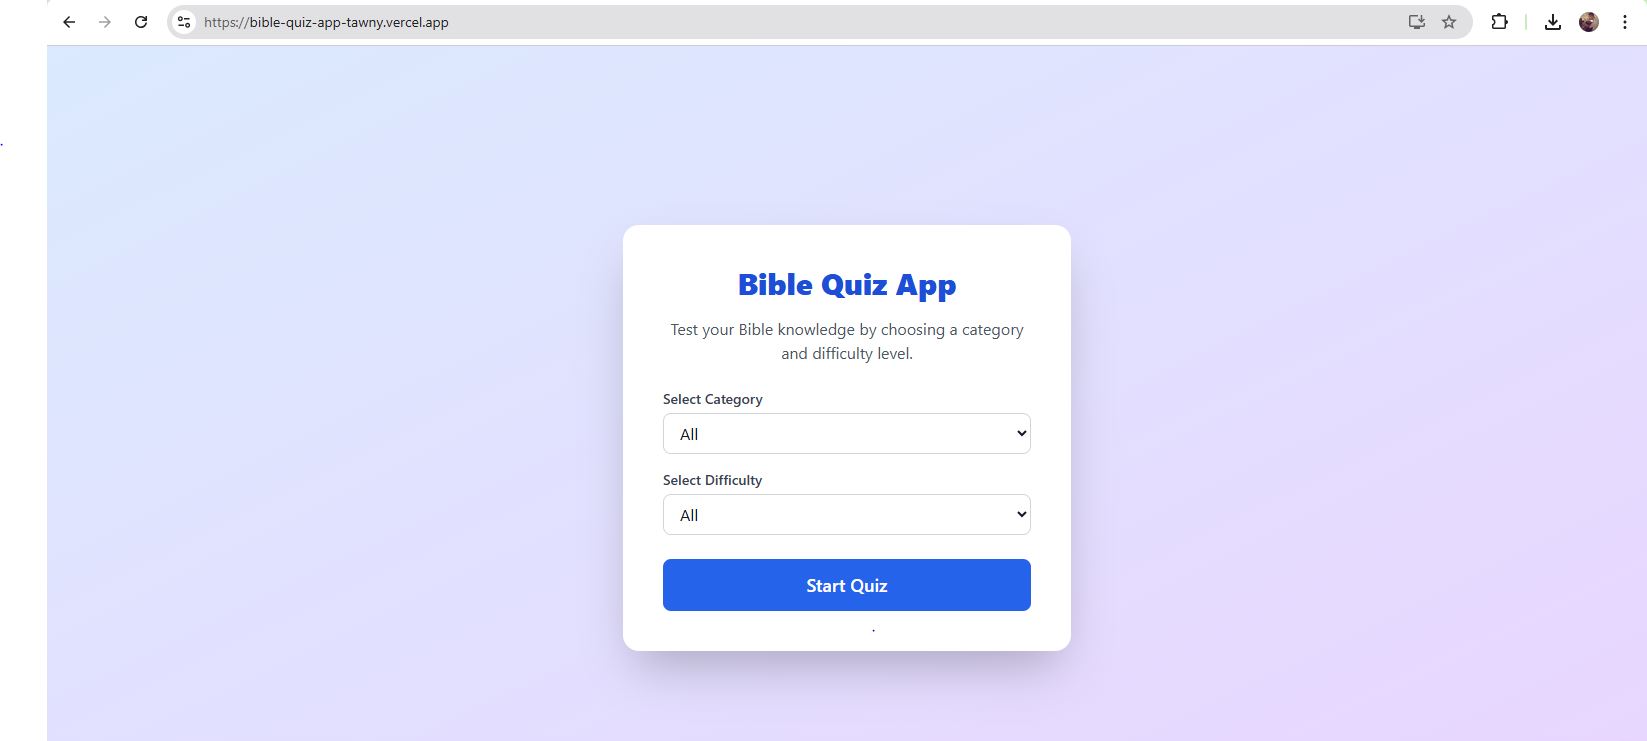 https://bible-quiz-app-tawny.vercel.app
Bible Quiz App
Test your Bible knowledge by choosing a category
and difficulty level.
Select Category
All
Select Difficulty
All
Start Quiz